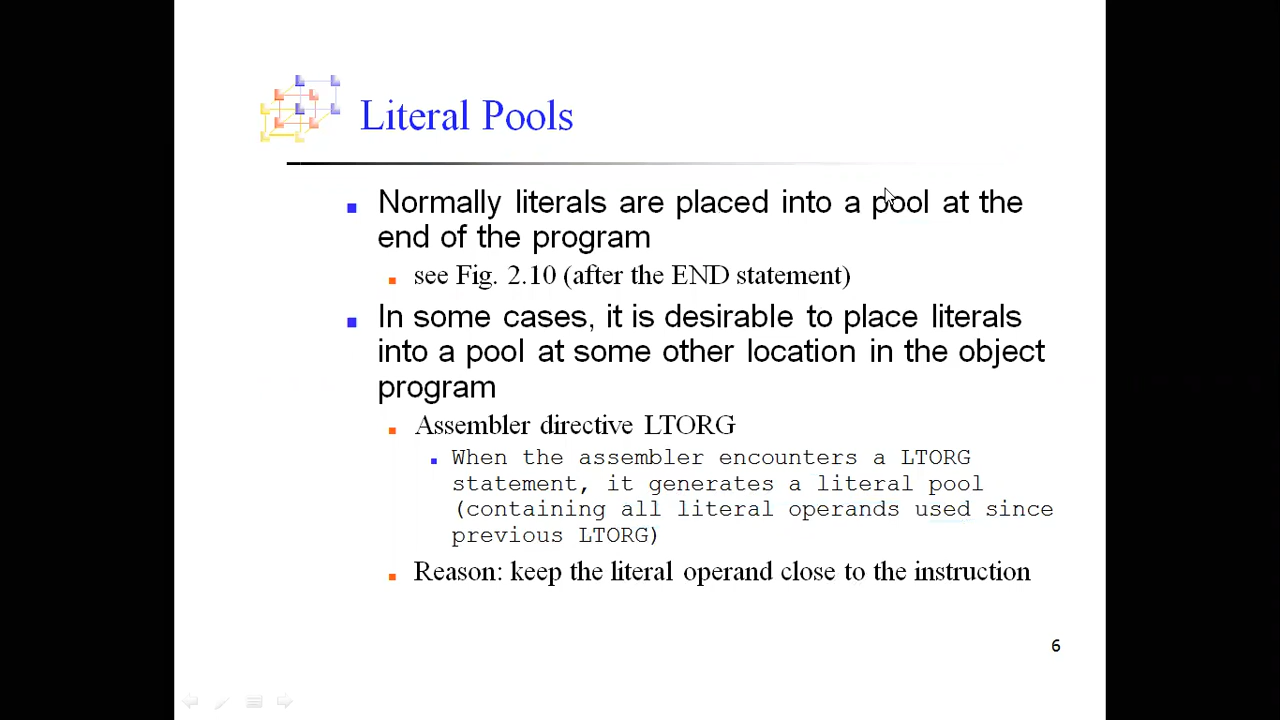 Literal Pools
Normally literals are placed into a pool at the
end of the program
see Fig. 2.10 (after the END statement)
In some cases, it is desirable to place literals
into a pool at some other location in the object
program
Assembler directive LTORG
When the assembler encounters a LTORG
statement, it generates a literal pool
(containing all literal operands used since
previous LTORG)
Reason: keep the literal operand close to the instruction
6